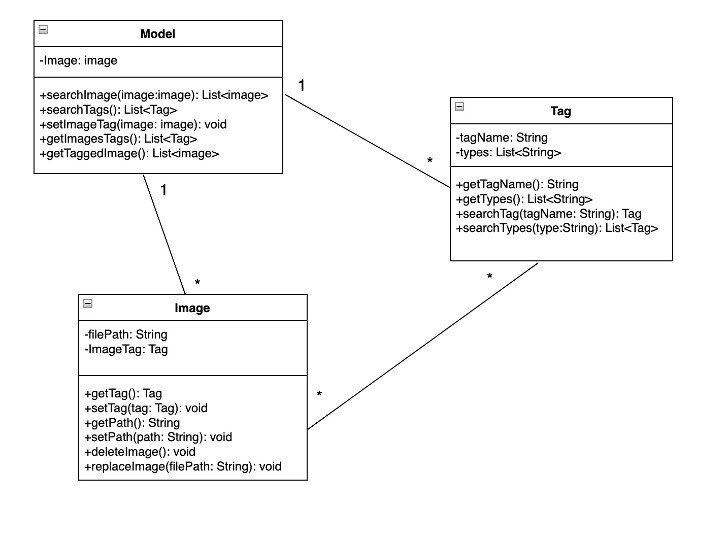 Model
-Image: image
+searchImage(image:image): List<image>
+searchTags(): List<Tag>
+setImageTag(image: image): void
+getImagesTags(): List<Tag>
+getTaggedImage(): List<image>
1
1
*
*
Tag
-tagName: String
-types: List<String>
+getTagName(): String
+getTypes(): List<String>
+searchTag(tagName: String): Tag
+searchTypes(type:String): List<Tag>
*
*
Image
-filePath: String
-ImageTag: Tag
+getTag(): Tag
+setTag(tag: Tag): void
+getPath(): String
+setPath(path: String): void
+deleteImage(): void
+replaceImage(filePath: String): void